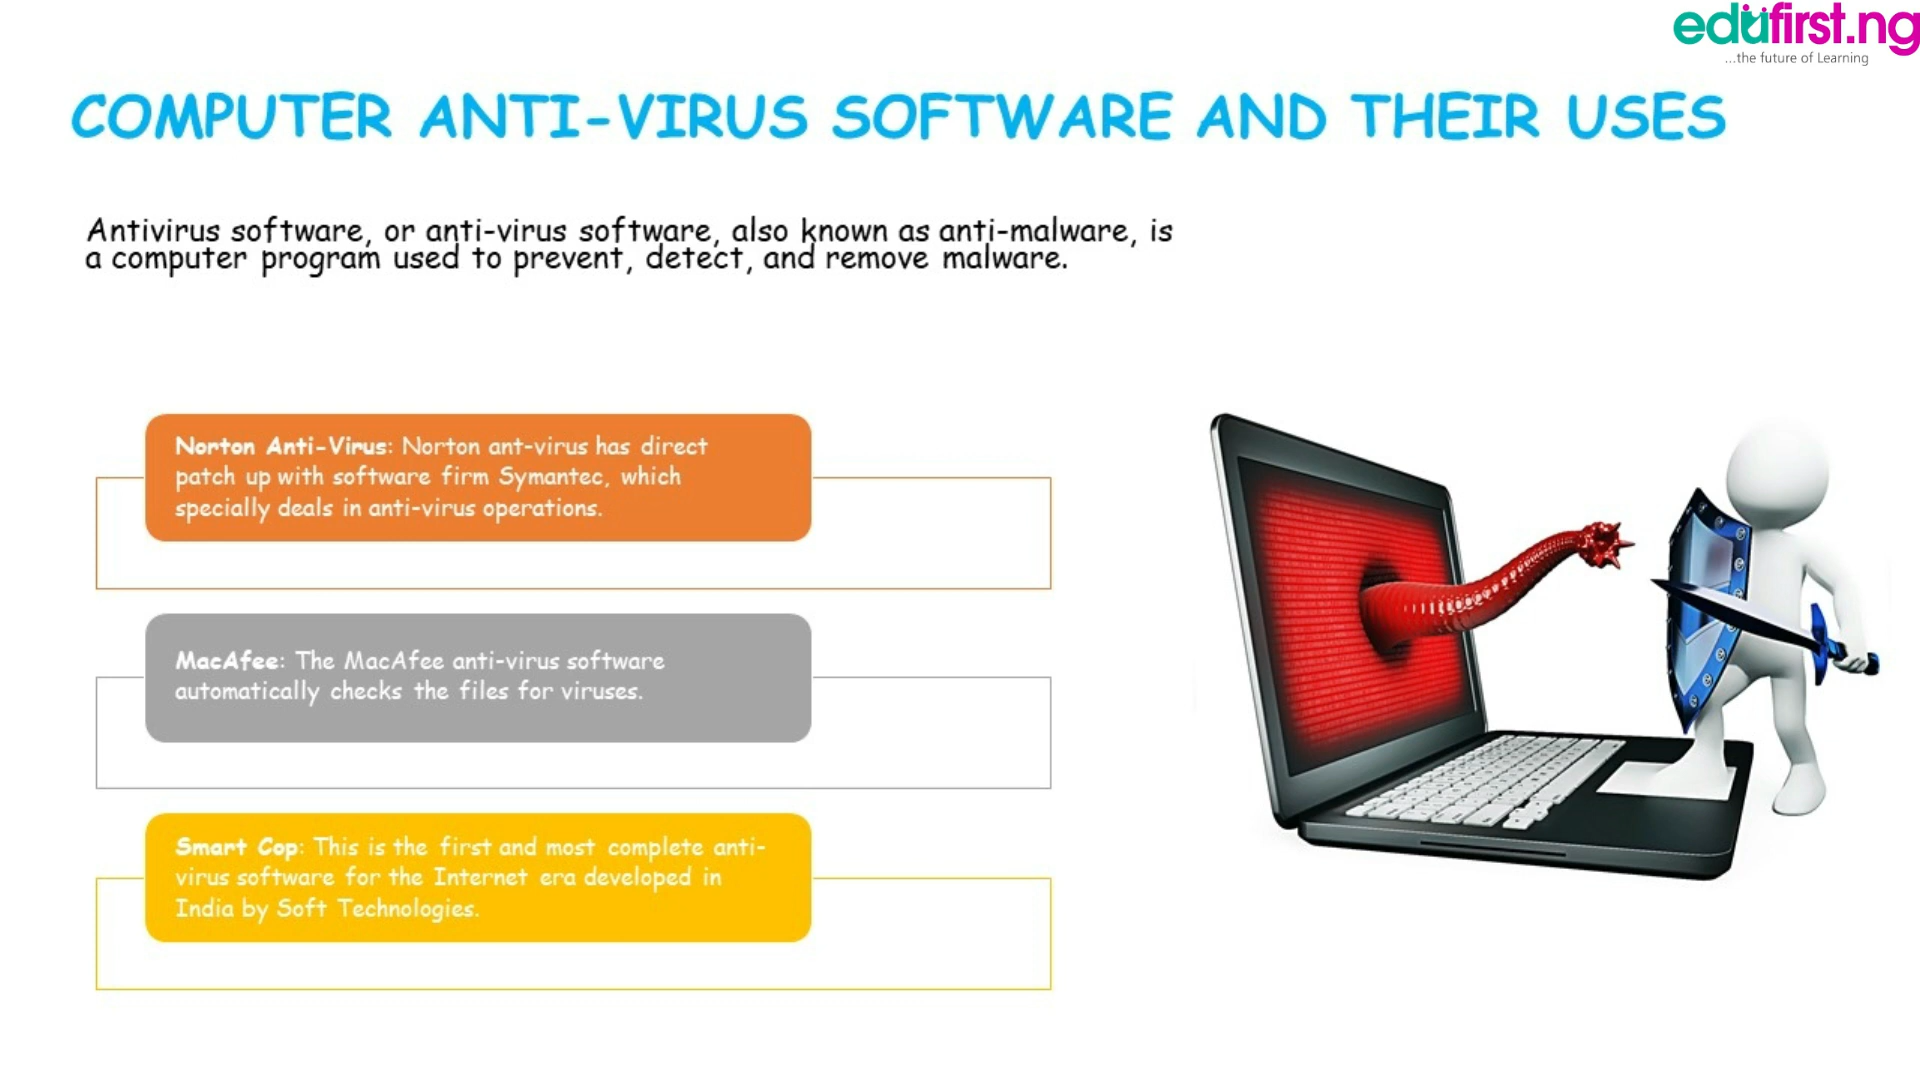 edufirst.ng
...the future of Learning
COMPUTER ANTI-VIRUS SOFTWARE AND THEIR USES
Antivirus software, or anti-virus software, also known as anti-malware, is
a computer program used to prevent, detect, and remove malware.
Norton Anti-Virus: Norton ant-virus has direct
patch up with software firm Symantec, which
specially deals in anti-virus operations.
MacAfee: The MacAfee anti-virus software
automatically checks the files for viruses.
Smart Cop: This is the first and most complete anti-
virus software for the Internet era developed in
India by Soft Technologies.